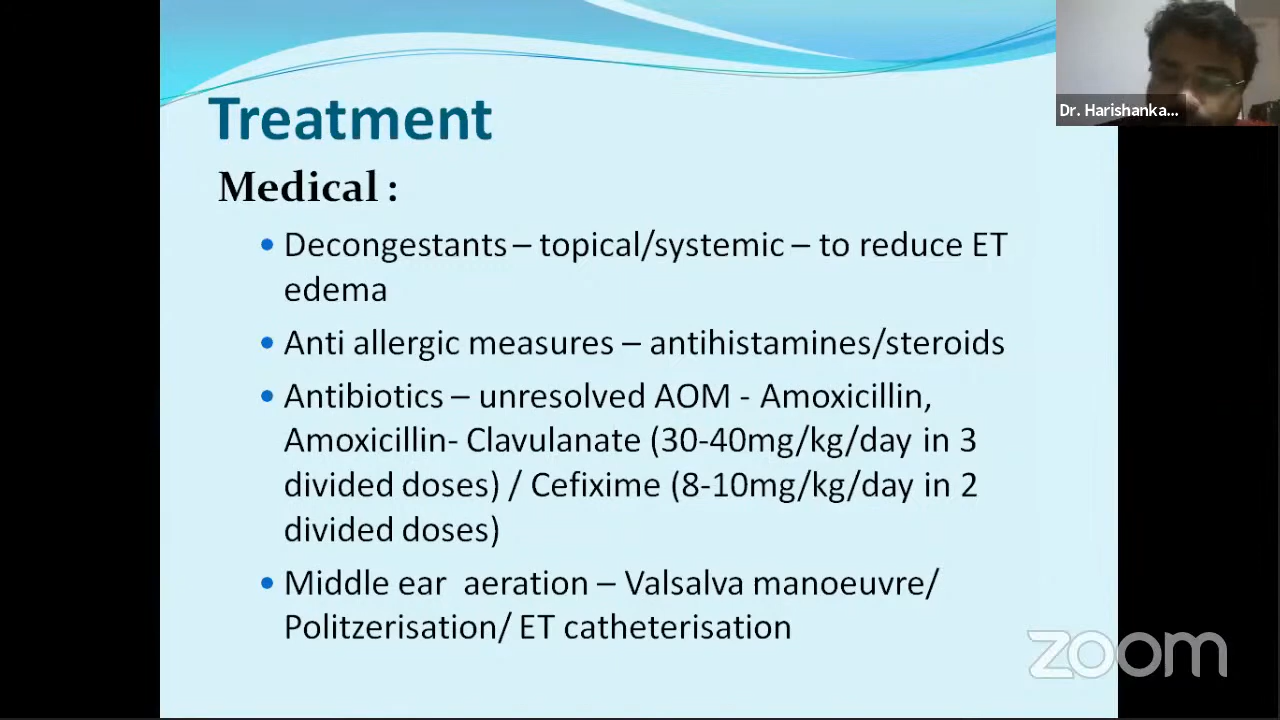 Treatment
Medical :
Dr. Harishanka...
• Decongestants – topical/systemic – to reduce ET
edema
• Anti allergic measures – antihistamines/steroids
• Antibiotics – unresolved AOM - Amoxicillin,
Amoxicillin- Clavulanate (30-40mg/kg/day in 3
divided doses) / Cefixime (8-10mg/kg/day in 2
divided doses)
• Middle ear  aeration – Valsalva manoeuvre/
Politzerisation/ ET catheterisation
zoom